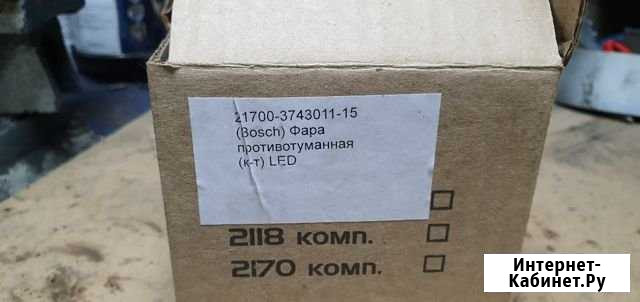 21700-3743011-15
(Bosch) Фара
противотуманная
(к-т) LED
2118 комп.
2170 комп.
Интернет-
Кабинет.Ру